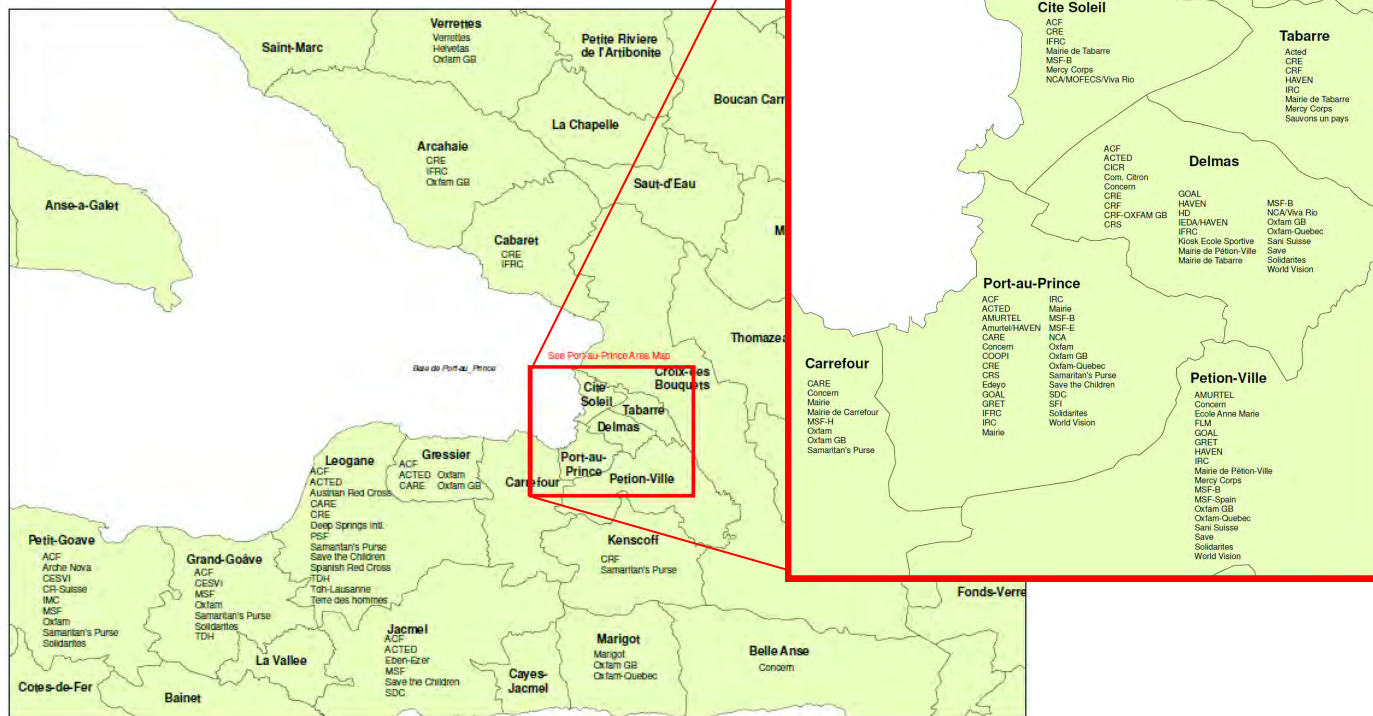 Saint-Marc
Verrettes
Verrettes
Helvetas
Oxfam GB
Petite Riviere
de l'Artibonite
Boucan Carr
La Chapelle
Arcahaie
CRE
IFRC
Oxfam GB
Saut-d'Eau
Anse-a-Galet
Cabaret
CRE
IFRC
M
Thomazea
See Port-au-Prince Area Map
Baie de Port-au_Prince
Croix-des
Bouquets
Cite
Soleil
Tabarre
Delmas
Port-au-
Prince
Petion-Ville
Carrefour
Gressier
ACF
ACTED
CARE
Oxfam
Oxfam GB
Leogane
ACF
ACTED
Austrian Red Cross
CARE
CRE
Deep Springs Intl.
PSF
Samaritan's Purse
Save the Children
Spanish Red Cross
TDH
Tdh-Lausanne
Terre des hommes
Petit-Goave
ACF
Arche Nova
CESVI
CR-Suisse
IMC
MSF
Oxfam
Samaritan's Purse
Solidarites
Grand-Goâve
ACF
CESVI
MSF
Oxfam
Samaritan's Purse
Solidarites
TDH
Kenscoff
CRF
Samaritan's Purse
Fonds-Verre
Jacmel
ACF
ACTED
Eben-Ezer
MSF
Save the Children
SDC
La Vallee
Marigot
Marigot
Oxfam GB
Oxfam-Quebec
Belle Anse
Concern
Cayes-
Jacmel
Cotes-de-Fer
Bainet
Cite Soleil
ACF
CRE
IFRC
Mairie de Tabarre
MSF-B
Mercy Corps
NCA/MOFECS/Viva Rio
Tabarre
Acted
CRE
CRF
HAVEN
IRC
Mairie de Tabarre
Mercy Corps
Sauvons un pays
Delmas
ACF
ACTED
CICR
Com. Citron
Concern
CRE
CRF
CRF-OXFAM GB
CRS
GOAL
HAVEN
HD
IEDA/HAVEN
IFRC
Kiosk Ecole Sportive
Mairie de Pétion-Ville
Mairie de Tabarre
MSF-B
NCA/Viva Rio
Oxfam GB
Oxfam-Quebec
Sani Suisse
Save
Solidarites
World Vision
Port-au-Prince
ACF
ACTED
AMURTEL
Amurtel/HAVEN
CARE
Concern
COOPI
CRE
CRS
Edeyo
GOAL
GRET
IFRC
IRC
Mairie
IRC
Mairie
MSF-B
MSF-E
NCA
Oxfam
Oxfam GB
Oxfam-Quebec
Samaritan's Purse
Save the Children
SDC
SFI
Solidarites
World Vision
Carrefour
CARE
Concern
Mairie
Mairie de Carrefour
MSF-H
Oxfam
Oxfam GB
Samaritan's Purse
Petion-Ville
AMURTEL
Concern
Ecole Anne Marie
FLM
GOAL
GRET
HAVEN
IRC
Mairie de Pétion-Ville
Mercy Corps
MSF-B
MSF-Spain
Oxfam GB
Oxfam-Quebec
Sani Suisse
Save
Solidarites
World Vision